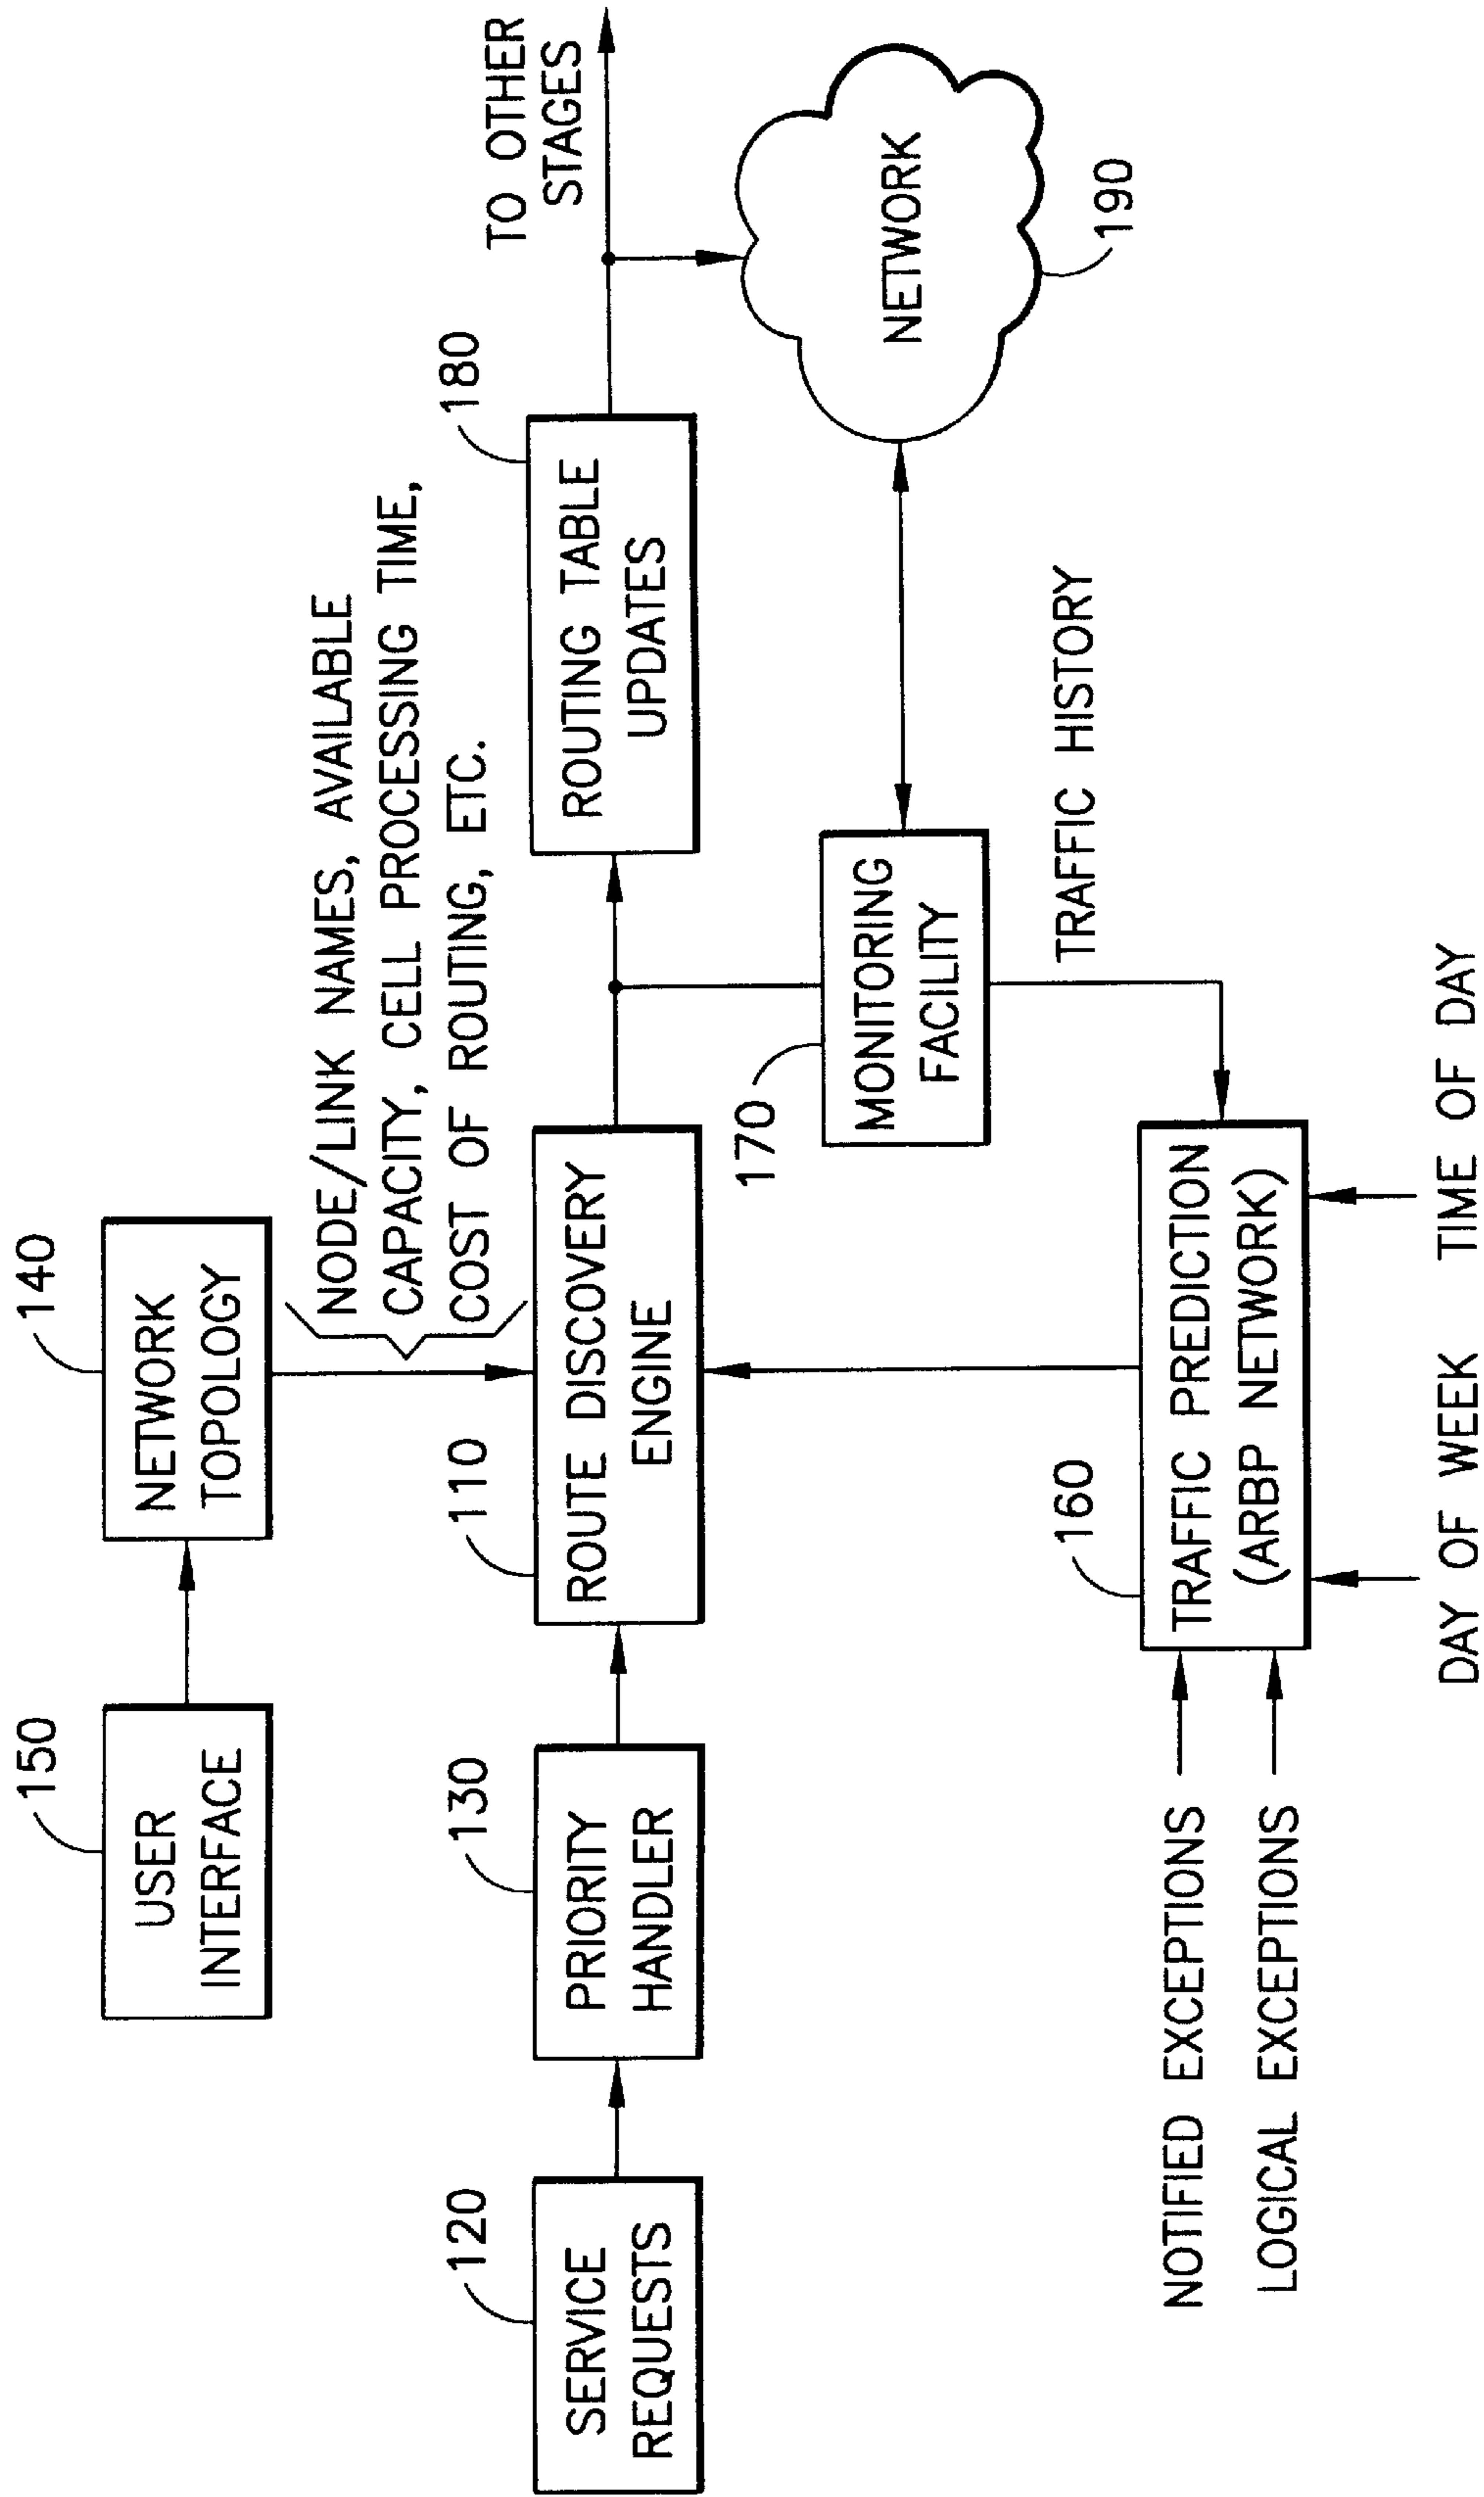 150
USER
INTERFACE
140
NETWORK
TOPOLOGY
NODE/LINK NAMES, AVAILABLE
CAPACITY, CELL PROCESSING TIME,
COST OF ROUTING, ETC.
120
SERVICE
REQUESTS
130
PRIORITY
HANDLER
110
ROUTE DISCOVERY
ENGINE
180
ROUTING TABLE
UPDATES
TO OTHER
STAGES
170
MONITORING
FACILITY
NETWORK
190
TRAFFIC HISTORY
160
TRAFFIC PREDICTION
(ARBP NETWORK)
NOTIFIED EXCEPTIONS
LOGICAL EXCEPTIONS
DAY OF WEEK
TIME OF DAY